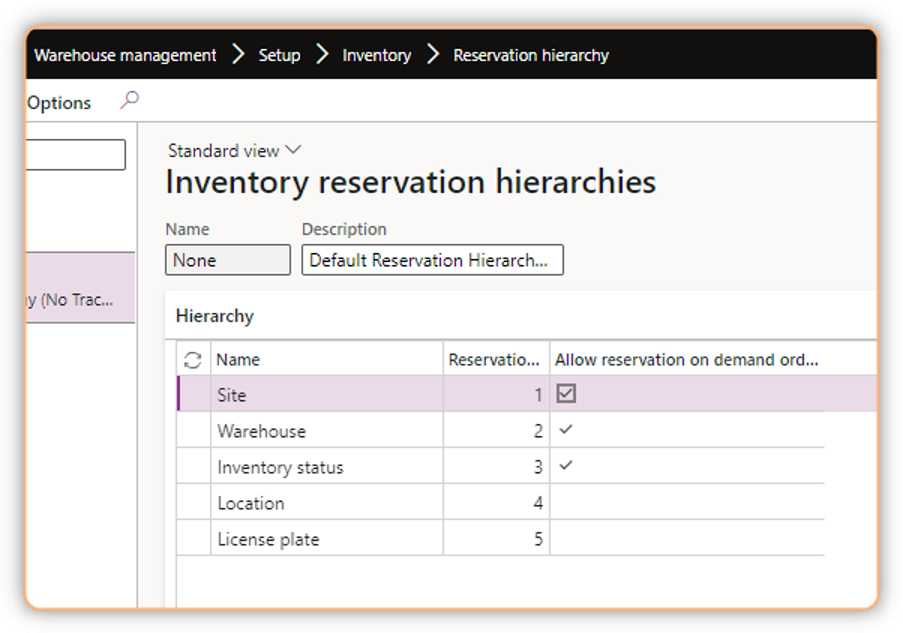 Warehouse management > Setup > Inventory > Reservation hierarchy
Options
Standard view
Inventory reservation hierarchies
Name Description
None Default Reservation Hierarch...
y (No Trac...
Hierarchy
Name Reservatio... Allow reservation on demand ord...
Site 1
Warehouse 2
Inventory status 3
Location 4
License plate 5